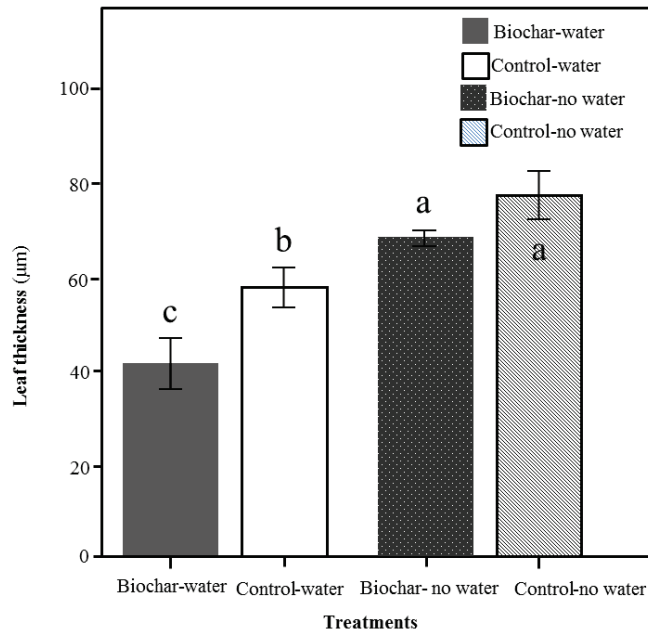 Biochar-water
Control-water
Biochar-no water
Control-no water
100
80
60
40
20
0
Leaf thickness (µm)
c
b
a
a
Biochar-water
Control-water
Biochar- no water
Control-no water
Treatments